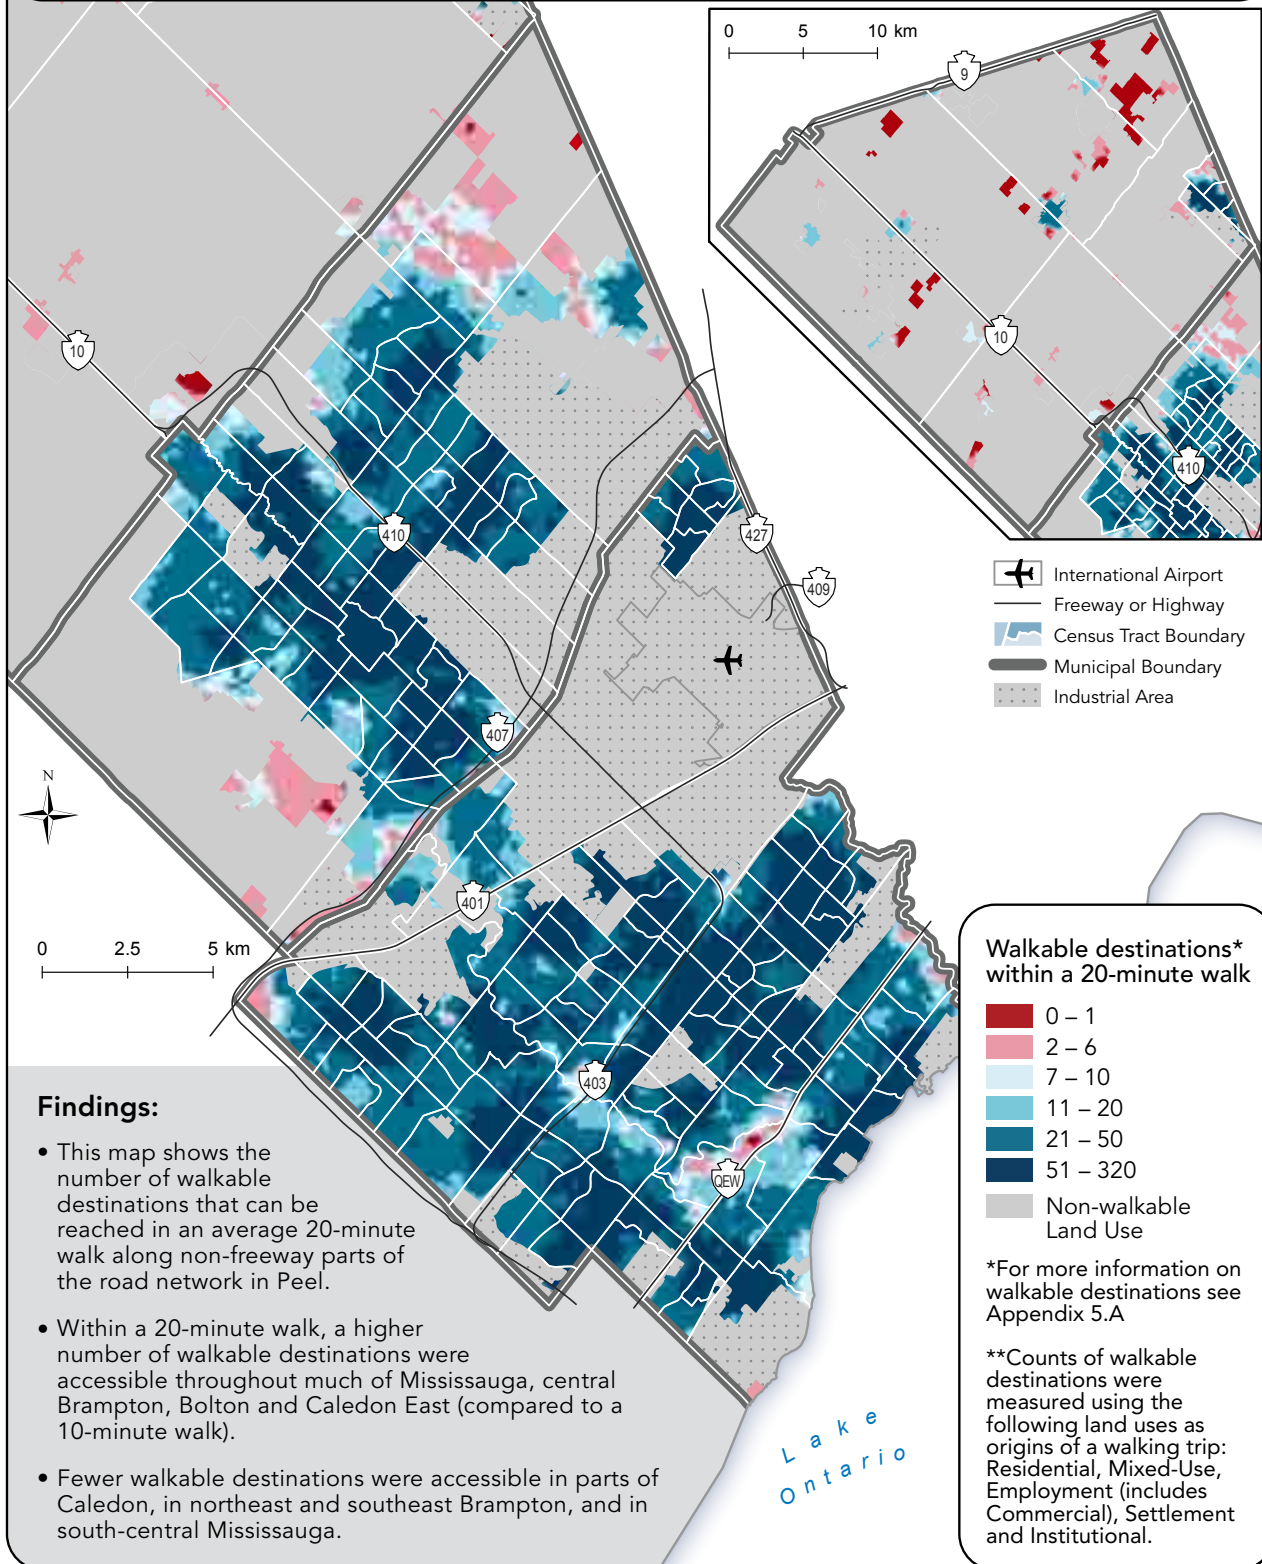 0 5 10 km
9
10
410
10
410
427
409
407
401
403
QEW
International Airport
Freeway or Highway
Census Tract Boundary
Municipal Boundary
Industrial Area
N
0 2.5 5 km
Walkable destinations*
within a 20-minute walk
0 – 1
2 – 6
7 – 10
11 – 20
21 – 50
51 – 320
Non-walkable
Land Use
*For more information on
walkable destinations see
Appendix 5.A
**Counts of walkable
destinations were
measured using the
following land uses as
origins of a walking trip:
Residential, Mixed-Use,
Employment (includes
Commercial), Settlement
and Institutional.
Findings:
• This map shows the
number of walkable
destinations that can be
reached in an average 20-minute
walk along non-freeway parts of
the road network in Peel.
• Within a 20-minute walk, a higher
number of walkable destinations were
accessible throughout much of Mississauga, central
Brampton, Bolton and Caledon East (compared to a
10-minute walk).
• Fewer walkable destinations were accessible in parts of
Caledon, in northeast and southeast Brampton, and in
south-central Mississauga.
Lake
Ontario